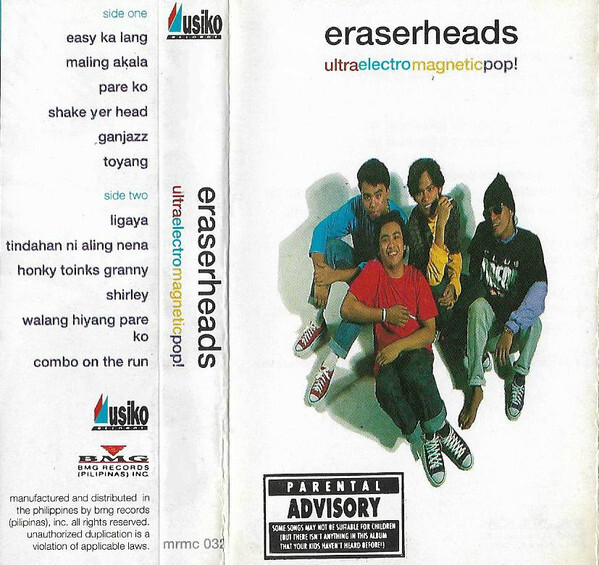 side one
easy ka lang
maling akala
pare ko
shake yer head
ganjazz
toyang
side two
ligaya
tindahan ni aling nena
honky toinks granny
shirley
walang hiyang pare
ko
combo on the run
usiko
RECORDS
BMG
BMG RECORDS
(PILIPINAS) INC
manufactured and distributed in
the philippines by bmg records
(pilipinas), inc. all rights reserved.
unauthorized duplication is a
violation of applicable laws.
usiko
RECORDS
eraserheads
ultraelectromagneticpop!
mrmc 032
eraserheads
ultraelectromagneticpop!
PARENTAL
ADVISORY
SOME SONGS MAY NOT BE SUITABLE FOR CHILDREN
(BUT THERE ISN'T ANYTHING IN THIS ALBUM
THAT YOUR KIDS HAVEN'T HEARD BEFORE!)